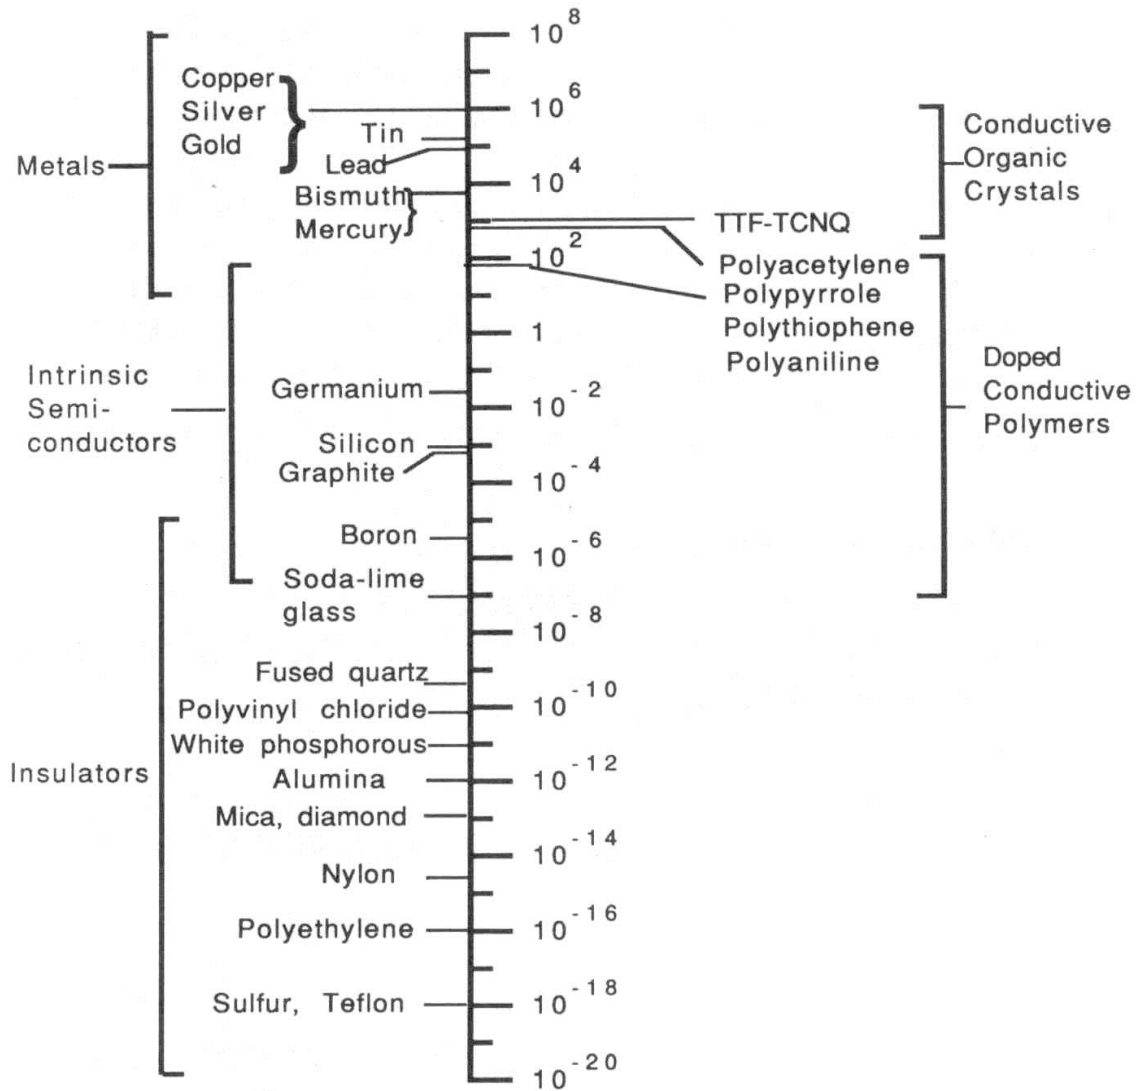 Metals
Copper
Silver
Gold
Tin
Lead
Bismuth
Mercury
Intrinsic
Semi-
conductors
Germanium
Silicon
Graphite
Boron
Soda-lime
glass
Insulators
Fused quartz
Polyvinyl chloride
White phosphorous
Alumina
Mica, diamond
Nylon
Polyethylene
Sulfur, Teflon
10^8
10^6
10^4
10^2
1
10^-2
10^-4
10^-6
10^-8
10^-10
10^-12
10^-14
10^-16
10^-18
10^-20
TTF-TCNQ
Polyacetylene
Polypyrrole
Polythiophene
Polyaniline
Conductive
Organic
Crystals
Doped
Conductive
Polymers